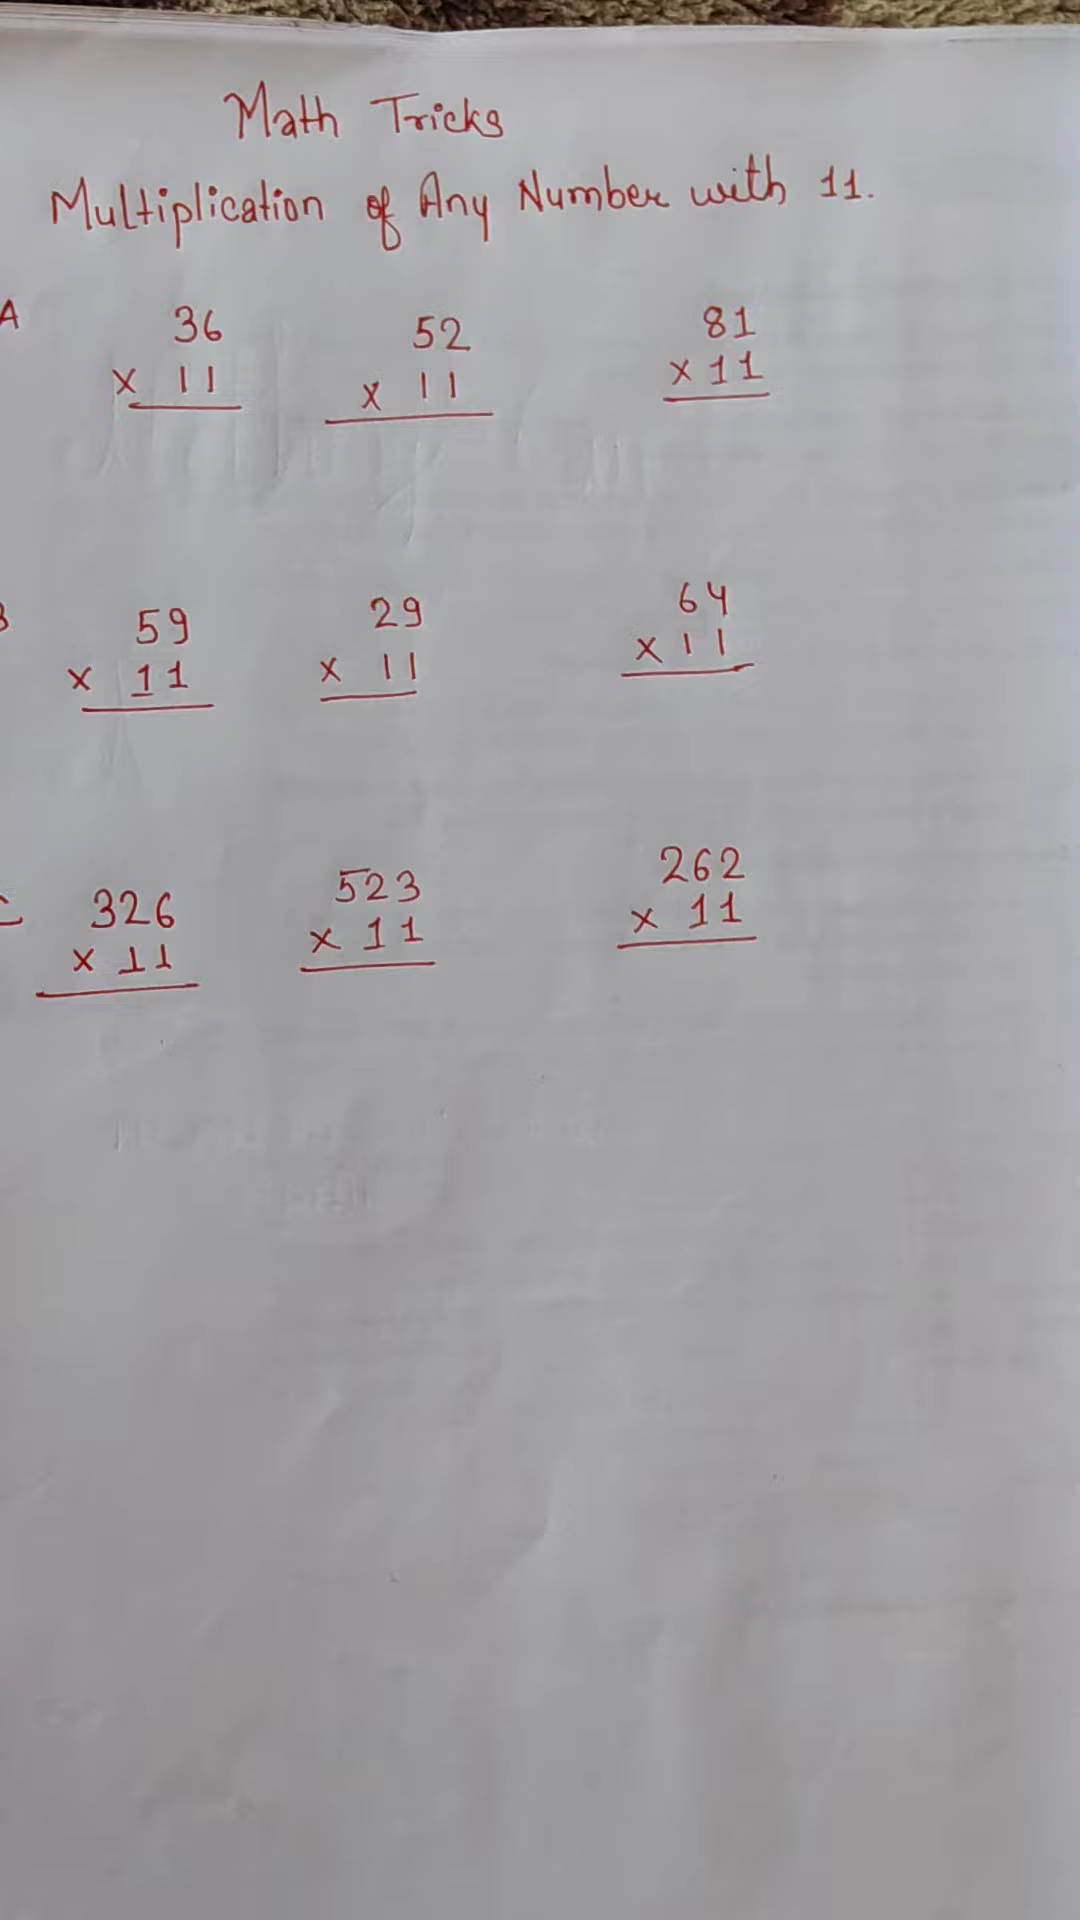 Math Tricks
Multiplication of Any Number with 11.
A
36 52 81
x 11 x 11 x 11
B
59 29 64
x 11 x 11 x 11
C
326 523 262
x 11 x 11 x 11